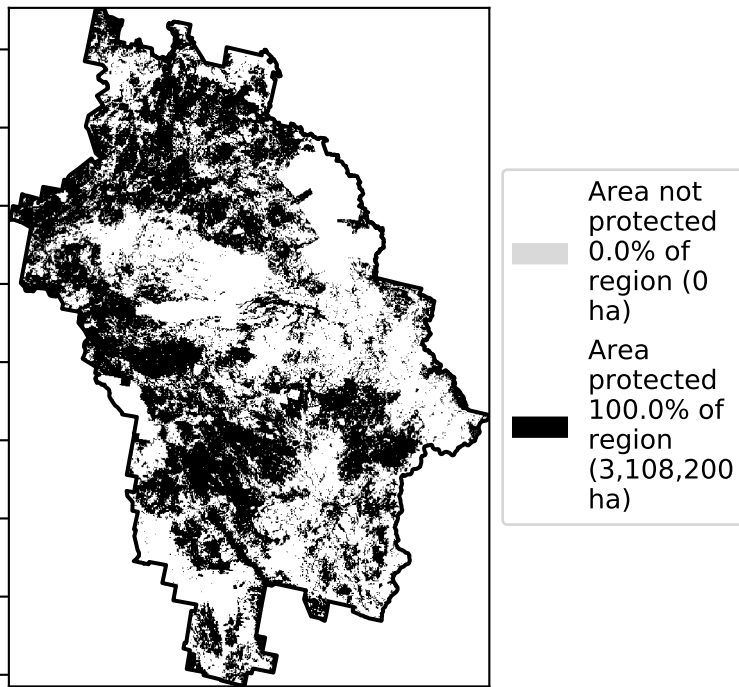 Area not
protected
0.0% of
region (0
ha)
Area
protected
100.0% of
region
(3,108,200
ha)